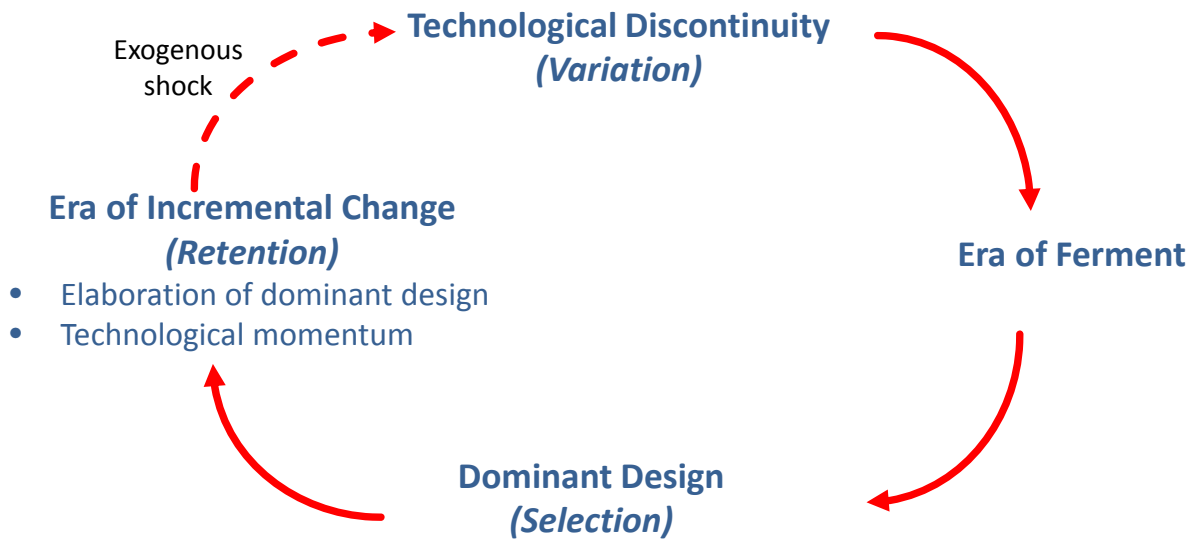 Technological Discontinuity
(Variation)
Exogenous
shock
Era of Incremental Change
(Retention)
• Elaboration of dominant design
• Technological momentum
Era of Ferment
Dominant Design
(Selection)